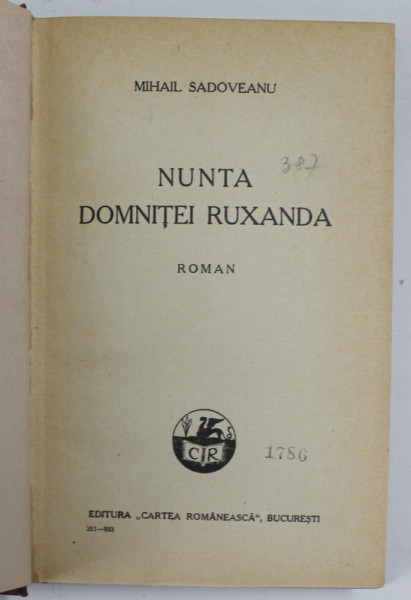 MIHAIL SADOVEANU
387
NUNTA
DOMNIȚEI RUXANDA
ROMAN
CJR
1786
EDITURA „CARTEA ROMÂNEASCĂ“, BUCUREȘTI